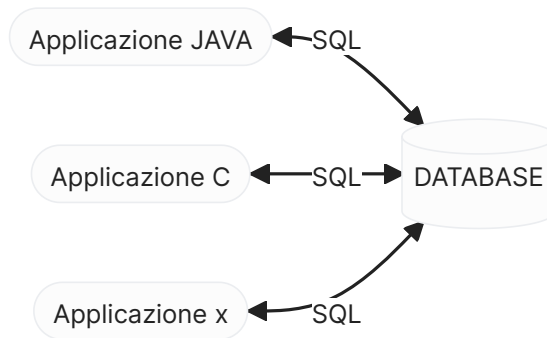 Applicazione JAVA
SQL
Applicazione C
SQL
DATABASE
Applicazione x
SQL